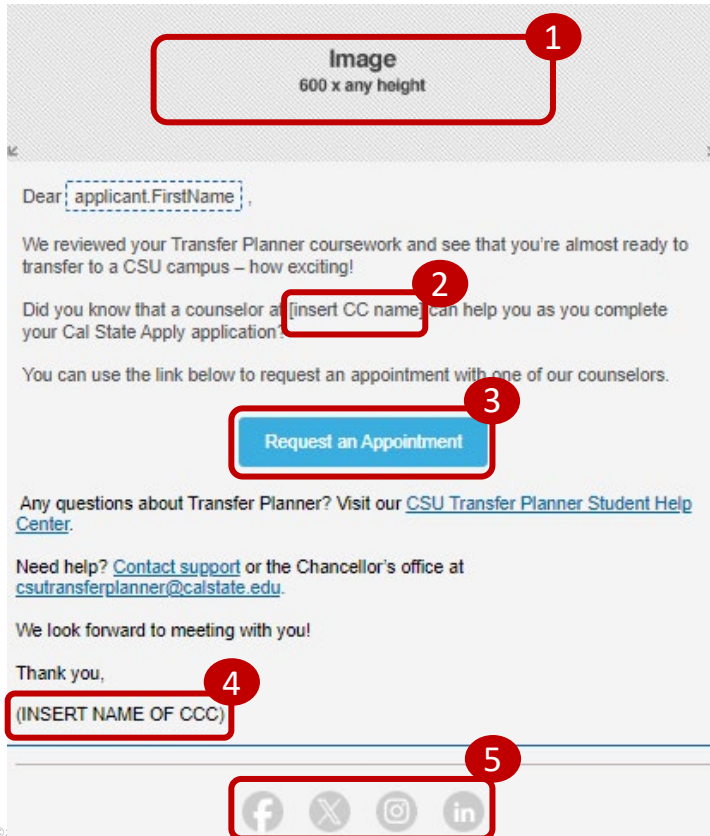 1
Image
600 x any height
Dear applicant.FirstName ,
We reviewed your Transfer Planner coursework and see that you're almost ready to
transfer to a CSU campus – how exciting!
2
Did you know that a counselor at [insert CC name] can help you as you complete
your Cal State Apply application?
You can use the link below to request an appointment with one of our counselors.
3
Request an Appointment
Any questions about Transfer Planner? Visit our CSU Transfer Planner Student Help
Center.
Need help? Contact support or the Chancellor's office at
csutransferplanner@calstate.edu.
We look forward to meeting with you!
Thank you,
4
(INSERT NAME OF CCC)
5
f X in